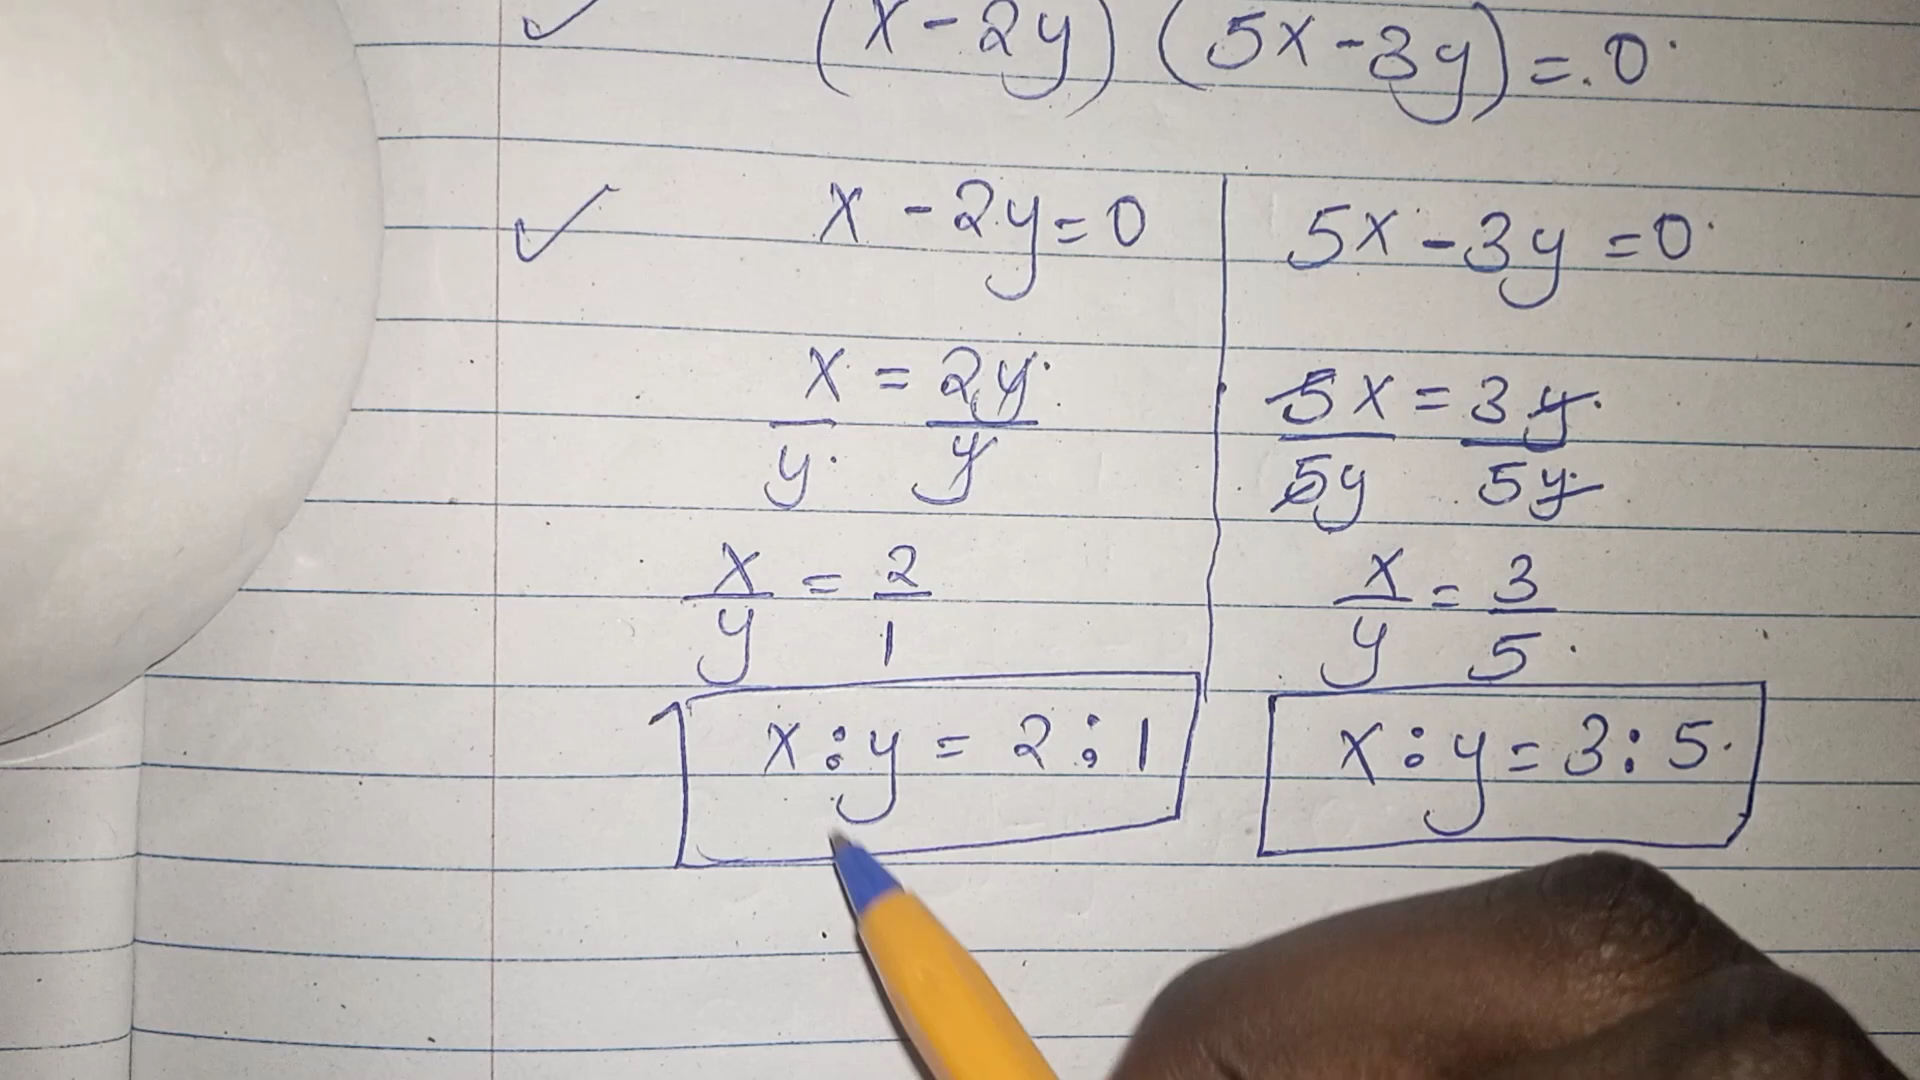 ✓ (x - 2y) (5x - 3y) = 0
✓ x - 2y = 0 | 5x - 3y = 0
x/y = 2y/y | 5x/5y = 3y/5y
x/y = 2/1 | x/y = 3/5
x : y = 2 : 1 | x : y = 3 : 5